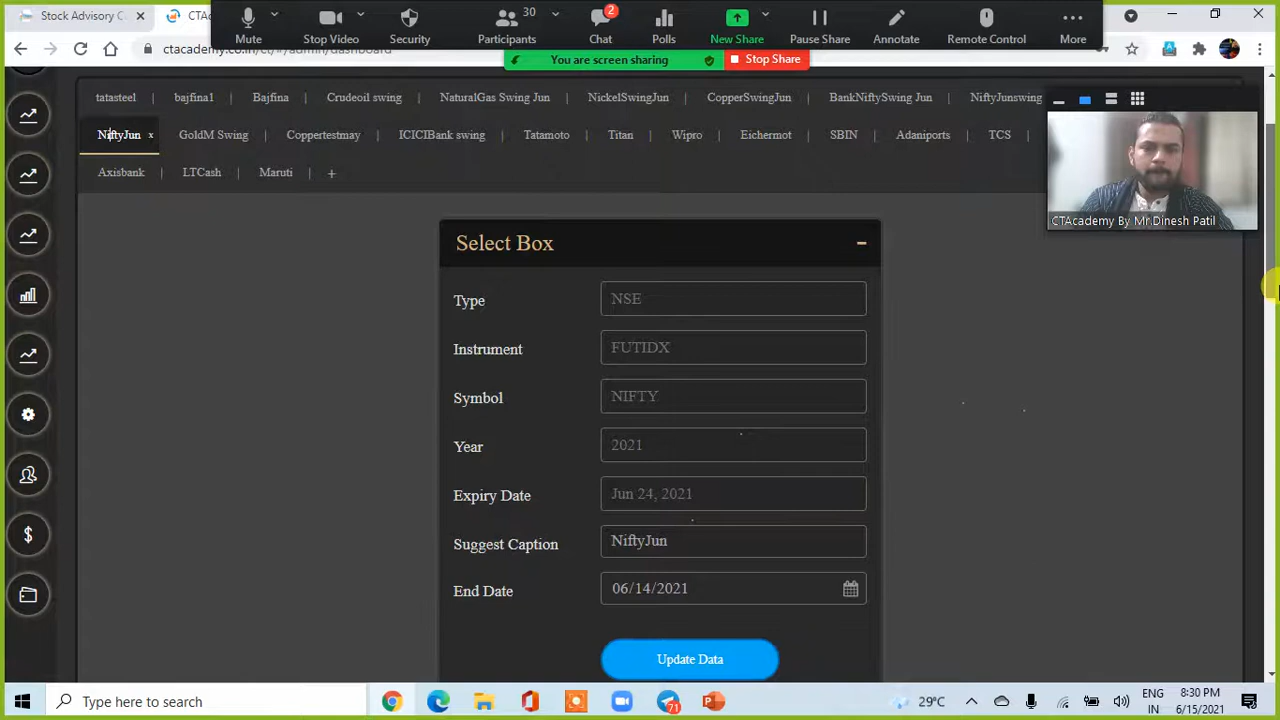 Stock Advisory C
CTAc
Mute
Stop Video
Security
30
Participants
2
Chat
Polls
New Share
Pause Share
Annotate
Remote Control
More
You are screen sharing
Stop Share
tatasteel
bajfina1
Bajfina
Crudeoil swing
NaturalGas Swing Jun
NickelSwingJun
CopperSwingJun
BankNiftySwing Jun
NiftyJunswing
NiftyJun x
GoldM Swing
Coppertestmay
ICICIBank swing
Tatamoto
Titan
Wipro
Eichermot
SBIN
Adaniports
TCS
Axisbank
LTCash
Maruti
+
CTAcademy By Mr.Dinesh Patil
Select Box
Type NSE
Instrument FUTIDX
Symbol NIFTY
Year 2021
Expiry Date Jun 24, 2021
Suggest Caption NiftyJun
End Date 06/14/2021
Update Data
Type here to search
71
29°C
ENG
IN
8:30 PM
6/15/2021